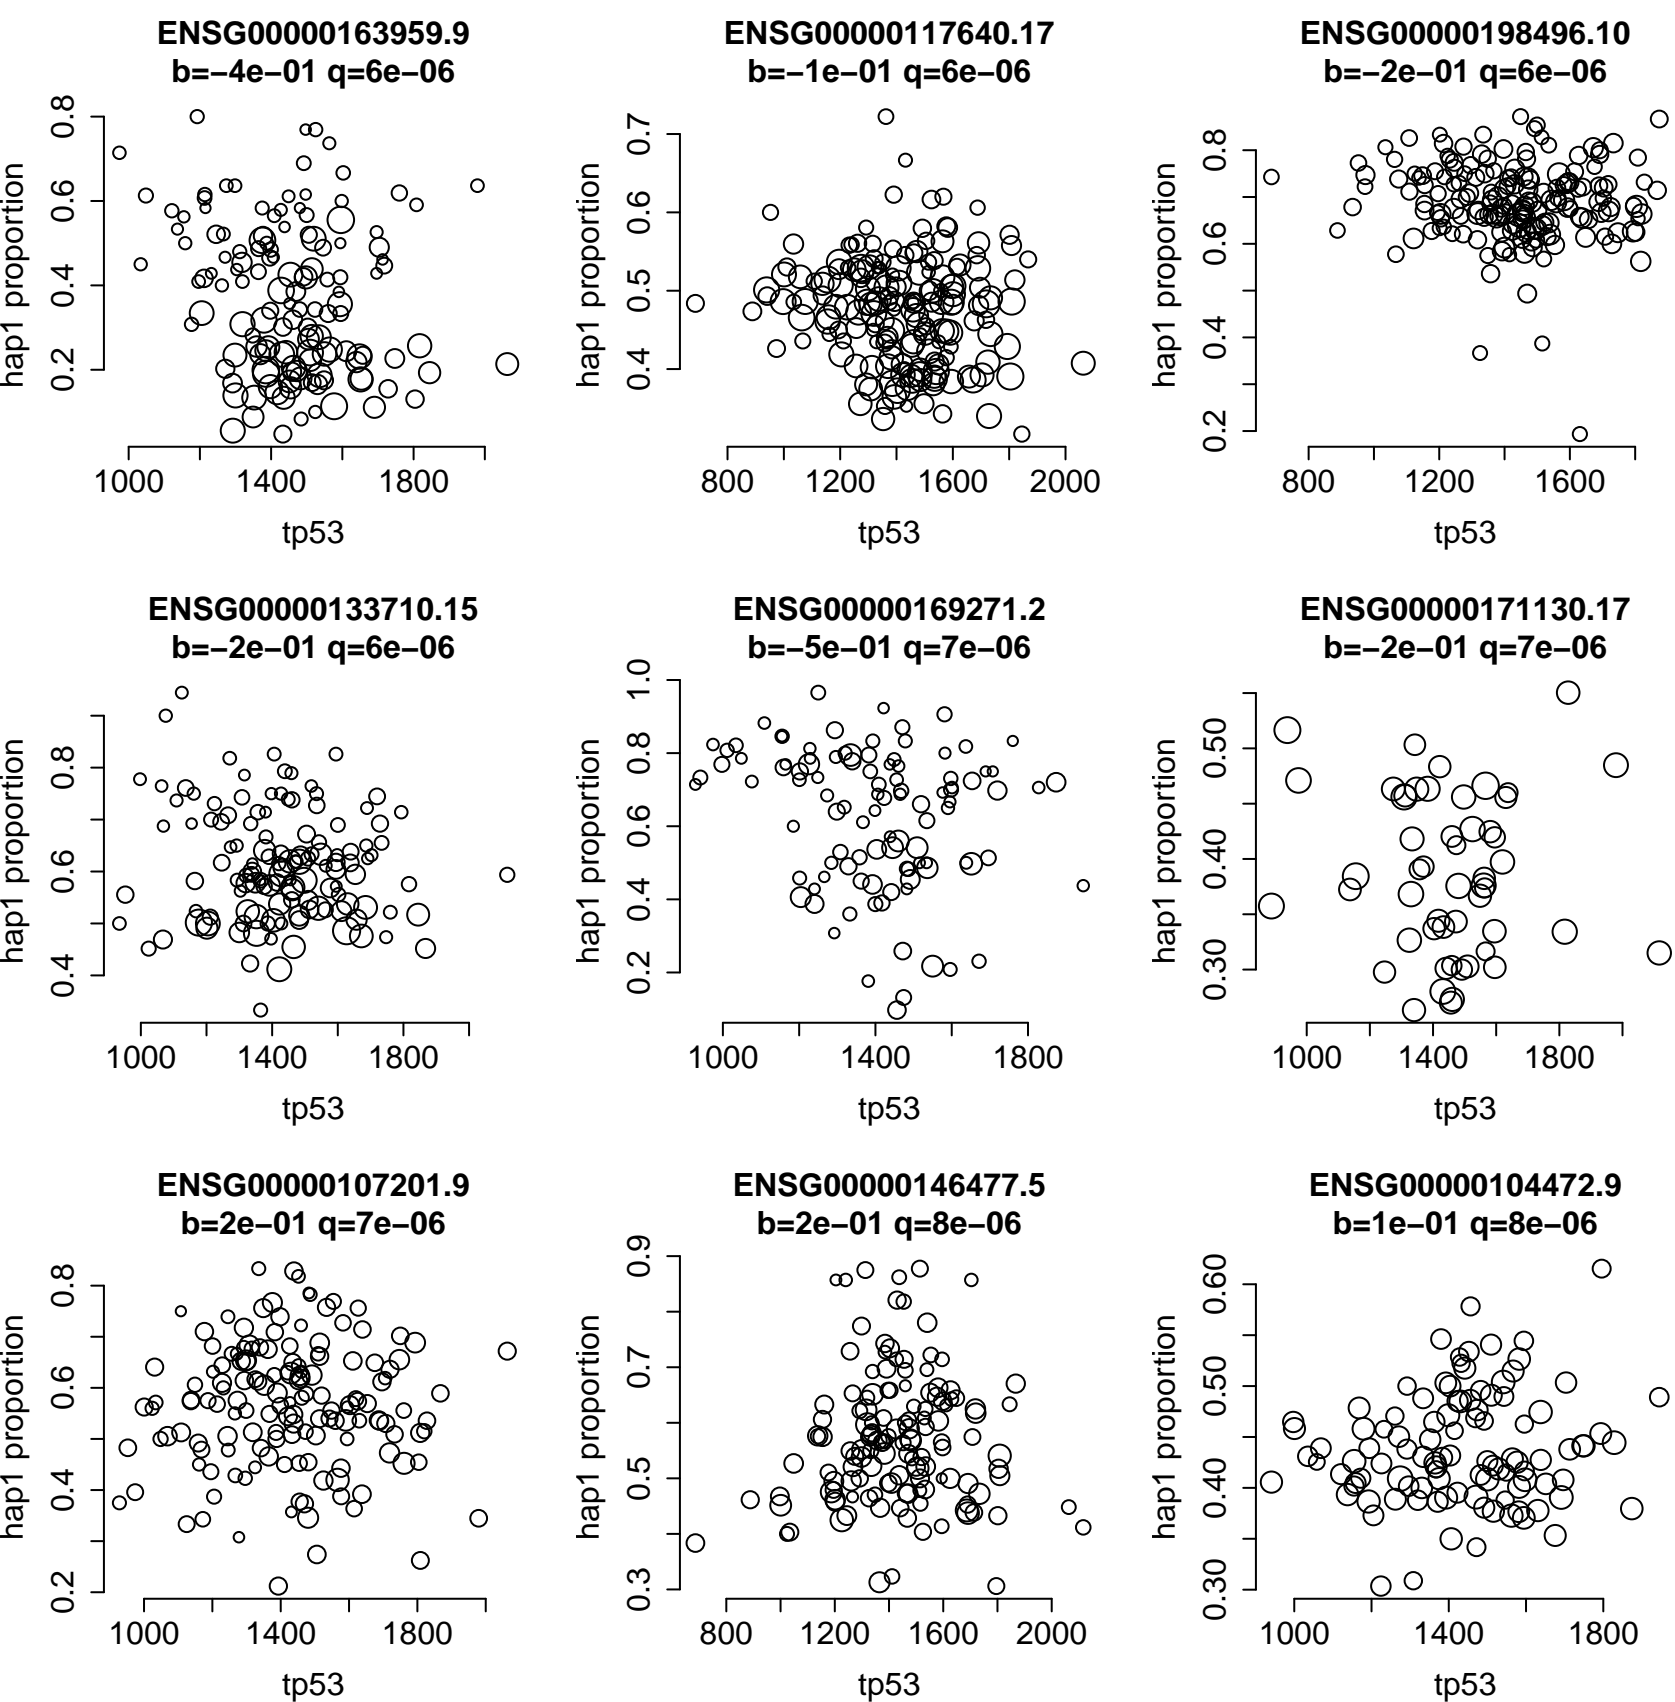 ENSG00000163959.9
b=−4e−01 q=6e−06
hap1 proportion
0.2 0.4 0.6 0.8
1000 1400 1800
tp53
ENSG00000117640.17
b=−1e−01 q=6e−06
hap1 proportion
0.4 0.5 0.6 0.7
800 1200 1600 2000
tp53
ENSG00000198496.10
b=−2e−01 q=6e−06
hap1 proportion
0.2 0.4 0.6 0.8
800 1200 1600
tp53
ENSG00000133710.15
b=−2e−01 q=6e−06
hap1 proportion
0.4 0.6 0.8
1000 1400 1800
tp53
ENSG00000169271.2
b=−5e−01 q=7e−06
hap1 proportion
0.2 0.4 0.6 0.8 1.0
1000 1400 1800
tp53
ENSG00000171130.17
b=−2e−01 q=7e−06
hap1 proportion
0.30 0.40 0.50
1000 1400 1800
tp53
ENSG00000107201.9
b=2e−01 q=7e−06
hap1 proportion
0.2 0.4 0.6 0.8
1000 1400 1800
tp53
ENSG00000146477.5
b=2e−01 q=8e−06
hap1 proportion
0.3 0.5 0.7 0.9
800 1200 1600 2000
tp53
ENSG00000104472.9
b=1e−01 q=8e−06
hap1 proportion
0.30 0.40 0.50 0.60
1000 1400 1800
tp53